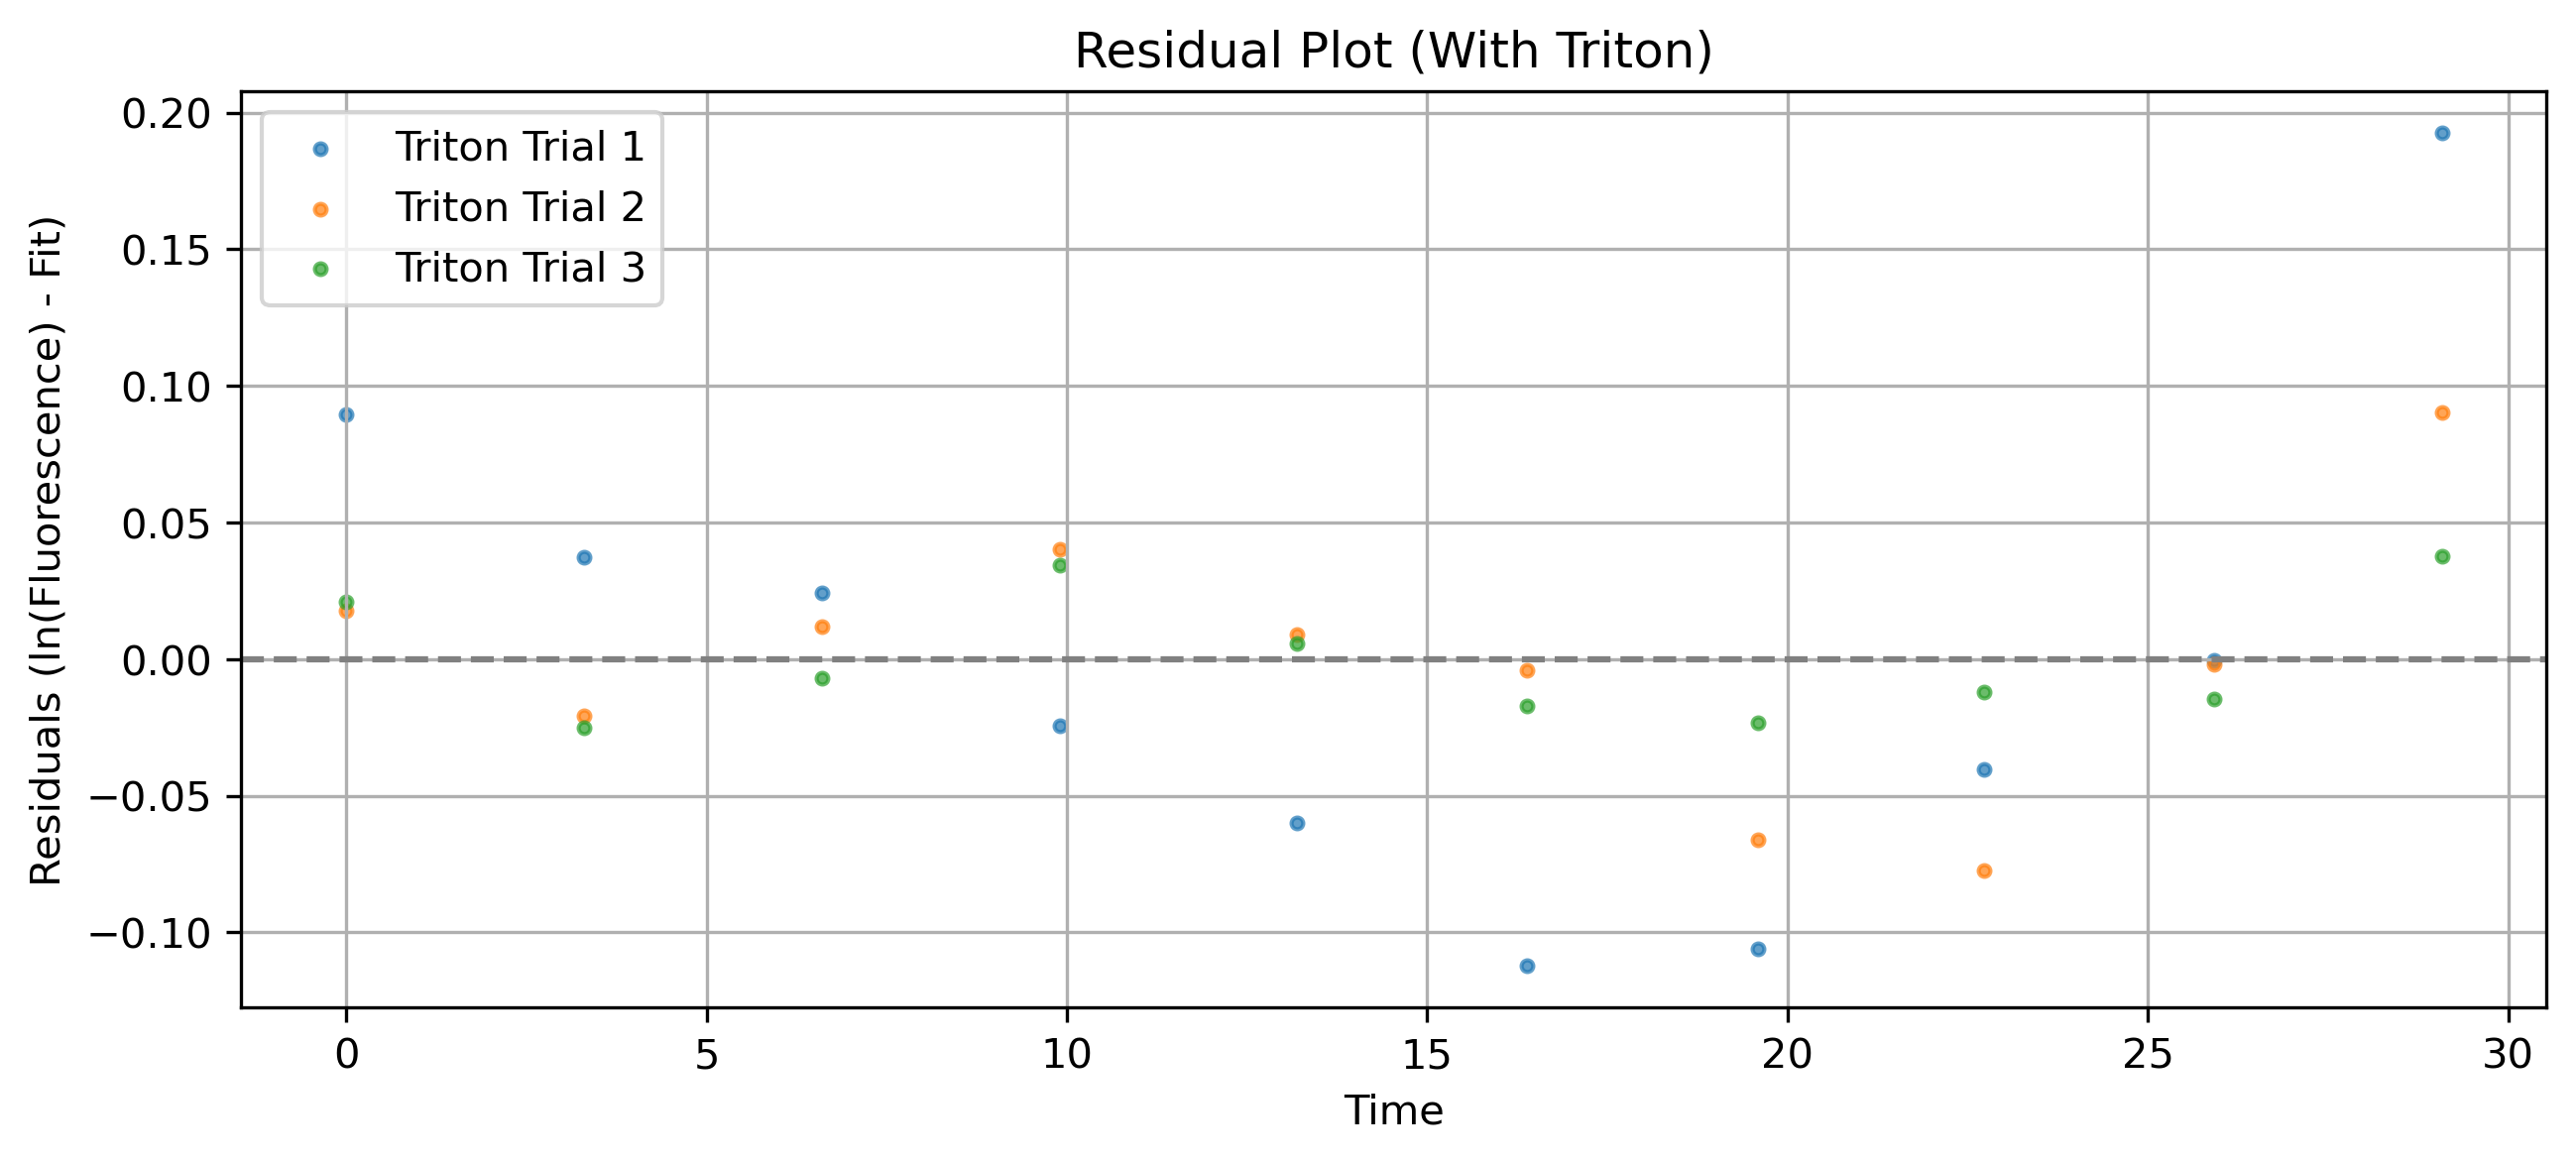 Residual Plot (With Triton)
Triton Trial 1
Triton Trial 2
Triton Trial 3
Residuals (ln(Fluorescence) - Fit)
0.20
0.15
0.10
0.05
0.00
−0.05
−0.10
0 5 10 15 20 25 30
Time